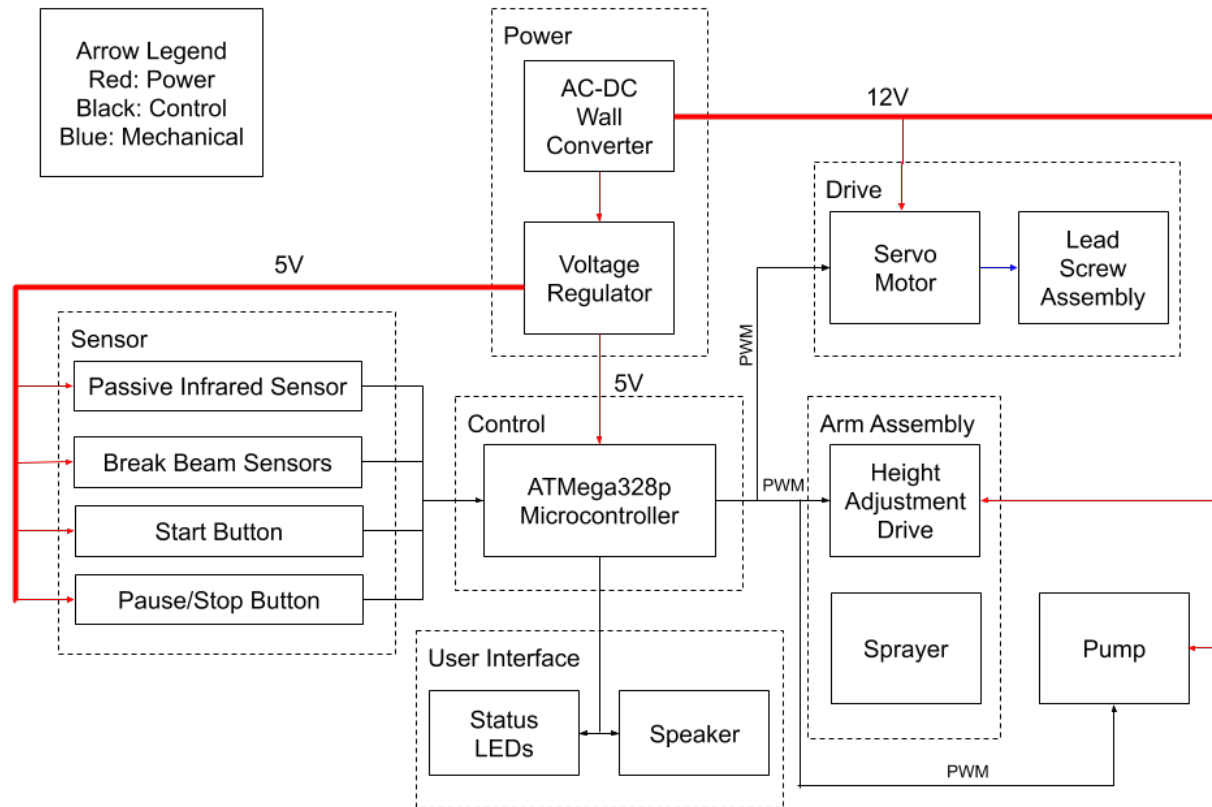 Arrow Legend
Red: Power
Black: Control
Blue: Mechanical
Power
AC-DC
Wall
Converter
12V
Voltage
Regulator
5V
5V
Drive
Servo
Motor
Lead
Screw
Assembly
Sensor
Passive Infrared Sensor
Break Beam Sensors
Start Button
Pause/Stop Button
Control
ATMega328p
Microcontroller
PWM
PWM
Arm Assembly
Height
Adjustment
Drive
Sprayer
Pump
PWM
User Interface
Status
LEDs
Speaker